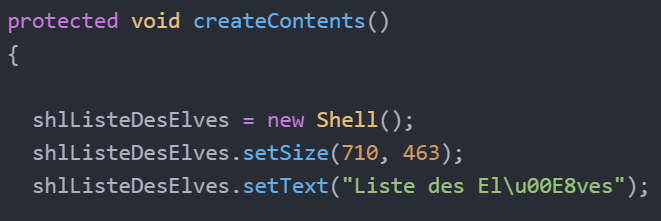 protected void createContents()
{
shlListeDesElves = new Shell();
shlListeDesElves.setSize(710, 463);
shlListeDesElves.setText("Liste des El\u00E8ves");